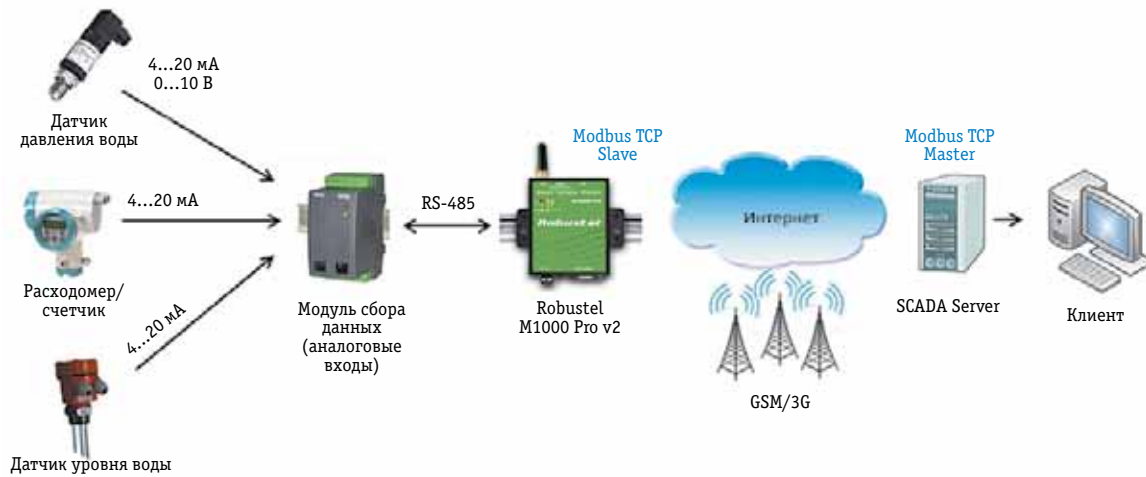 4...20 мА
0...10 В
Датчик
давления воды
4...20 мА
Расходомер/
счетчик
4...20 мА
Датчик уровня воды
Модуль сбора
данных
(аналоговые
входы)
RS-485
Modbus TCP
Slave
Robustel
Robustel
M1000 Pro v2
Интернет
GSM/3G
Modbus TCP
Master
SCADA Server
Клиент